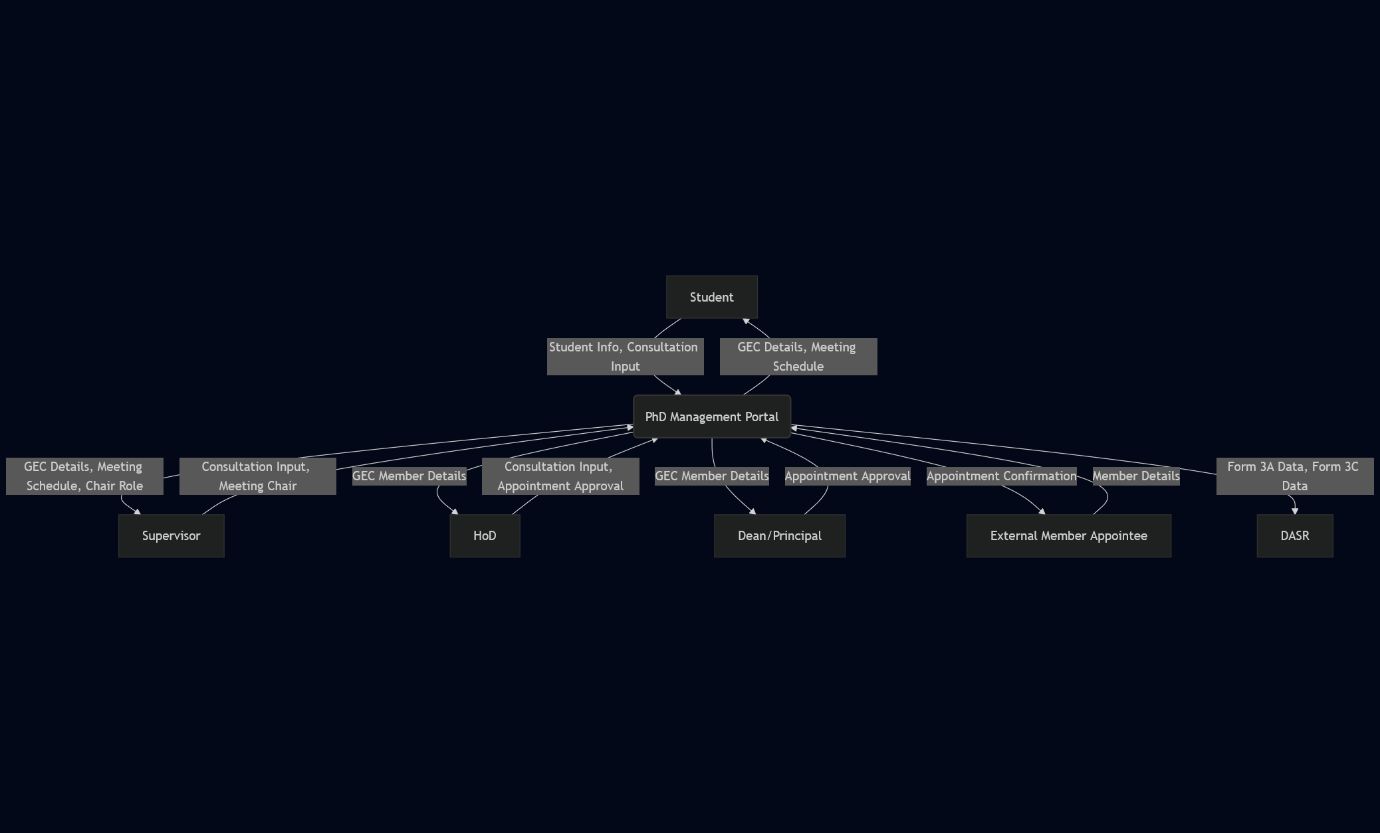 Student
Student Info, Consultation
Input
GEC Details, Meeting
Schedule
PhD Management Portal
GEC Details, Meeting
Schedule, Chair Role
Consultation Input,
Meeting Chair
GEC Member Details
Consultation Input,
Appointment Approval
GEC Member Details
Appointment Approval
Appointment Confirmation
Member Details
Form 3A Data, Form 3C
Data
Supervisor
HoD
Dean/Principal
External Member Appointee
DASR